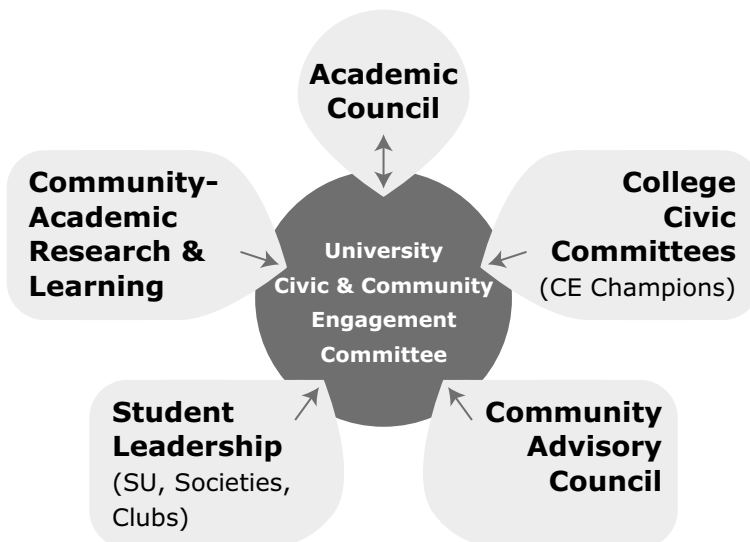 Academic
Council
Community-
Academic
Research &
Learning
College
Civic
Committees
(CE Champions)
University
Civic & Community
Engagement
Committee
Student
Leadership
(SU, Societies,
Clubs)
Community
Advisory
Council